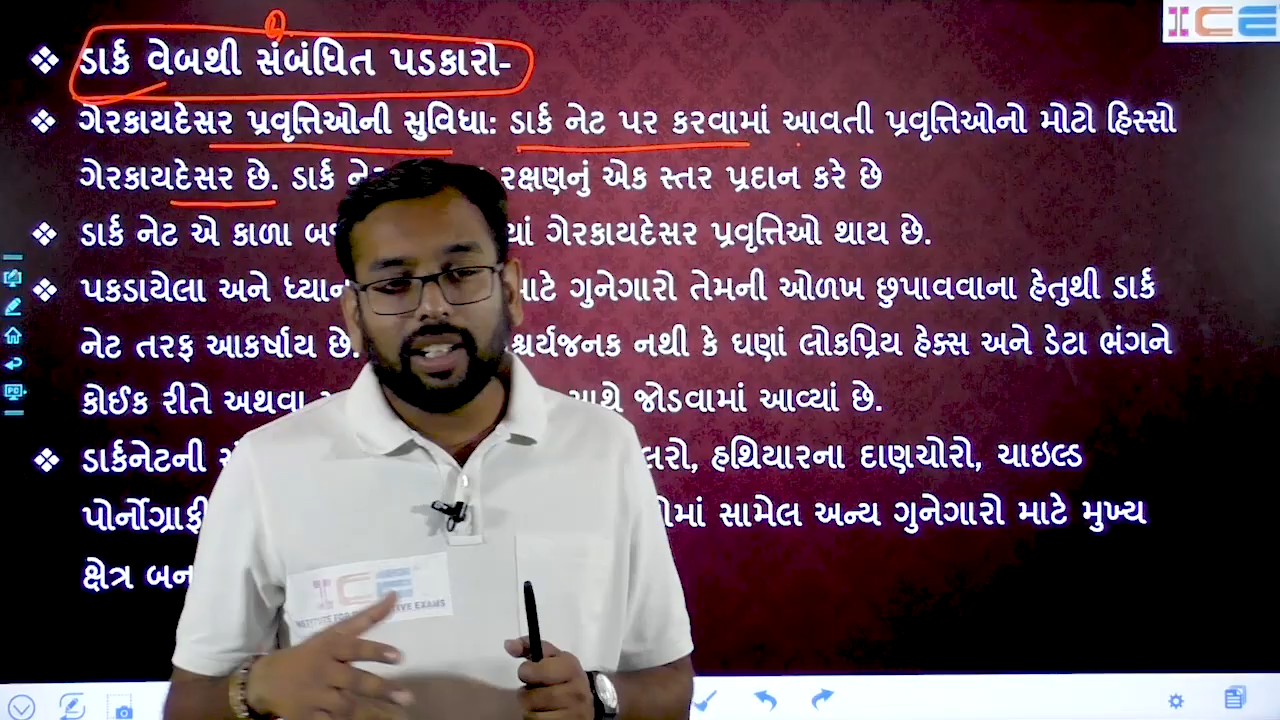 ICE
ડાર્ક વેબથી સંબંધિત પડકારો-
ગેરકાયદેસર પ્રવૃત્તિઓની સુવિધા: ડાર્ક નેટ પર કરવામાં આવતી પ્રવૃત્તિઓનો મોટો હિસ્સો
ગેરકાયદેસર છે. ડાર્ક રક્ષણનું એક સ્તર પ્રદાન કરે છે
ડાર્ક નેટ એ કાળા ગેરકાયદેસર પ્રવૃત્તિઓ થાય છે.
પકડાયેલા અને ગુનેગારો તેમની ઓળખ છુપાવવાના હેતુથી ડાર્ક
નેટ તરફ આકર્ષાય છે. નથી કે ઘણાં લોકપ્રિય હેક્સ અને ડેટા ભંગને
કોઈક રીતે અથવા સાથે જોડવામાં આવ્યાં છે.
ડાર્કનેટની હથિયારના દાણચોરો, ચાઇલ્ડ
પોર્નોગ્રાફી સામેલ અન્ય ગુનેગારો માટે મુખ્ય
ક્ષેત્ર
ICE